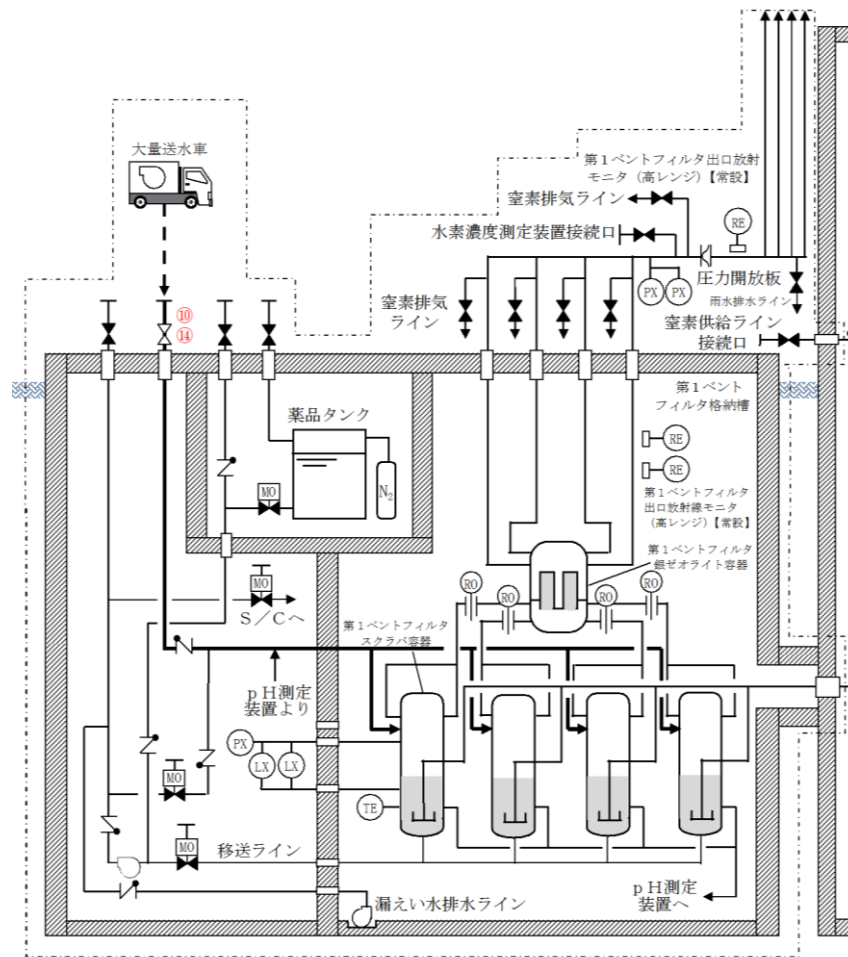 大量送水車
第１ベントフィルタ出口放射
モニタ（高レンジ）【常設】
窒素排気ライン
水素濃度測定装置接続口
RE
圧力開放板
PX
PX
雨水排水ライン
窒素排気
ライン
窒素供給ライン
接続口
⑩
⑭
第１ベント
フィルタ格納槽
薬品タンク
N₂
MO
RE
RE
第１ベントフィルタ
出口放射線モニタ
（高レンジ）【常設】
第１ベントフィルタ
銀ゼオライト容器
MO
S／Cへ
RO
RO
RO
RO
第１ベントフィルタ
スクラバ容器
ｐH測定
装置より
PX
LX
LX
MO
TE
MO
移送ライン
ｐH測定
装置へ
漏えい水排水ライン